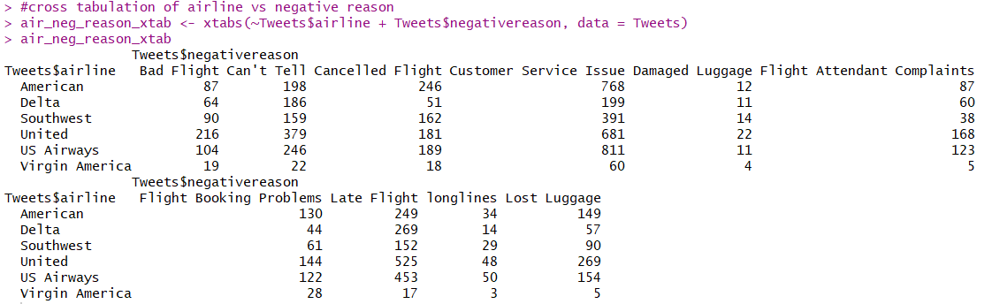 > #cross tabulation of airline vs negative reason
> air_neg_reason_xtab <- xtabs(~Tweets$airline + Tweets$negativereason, data = Tweets)
> air_neg_reason_xtab
Tweets$negativereason
Tweets$airline Bad Flight Can't Tell Cancelled Flight Customer Service Issue Damaged Luggage Flight Attendant Complaints
American 87 198 246 768 12 87
Delta 64 186 51 199 11 60
Southwest 90 159 162 391 14 38
United 216 379 181 681 22 168
US Airways 104 246 189 811 11 123
Virgin America 19 22 18 60 4 5
Tweets$negativereason
Tweets$airline Flight Booking Problems Late Flight longlines Lost Luggage
American 130 249 34 149
Delta 44 269 14 57
Southwest 61 152 29 90
United 144 525 48 269
US Airways 122 453 50 154
Virgin America 28 17 3 5